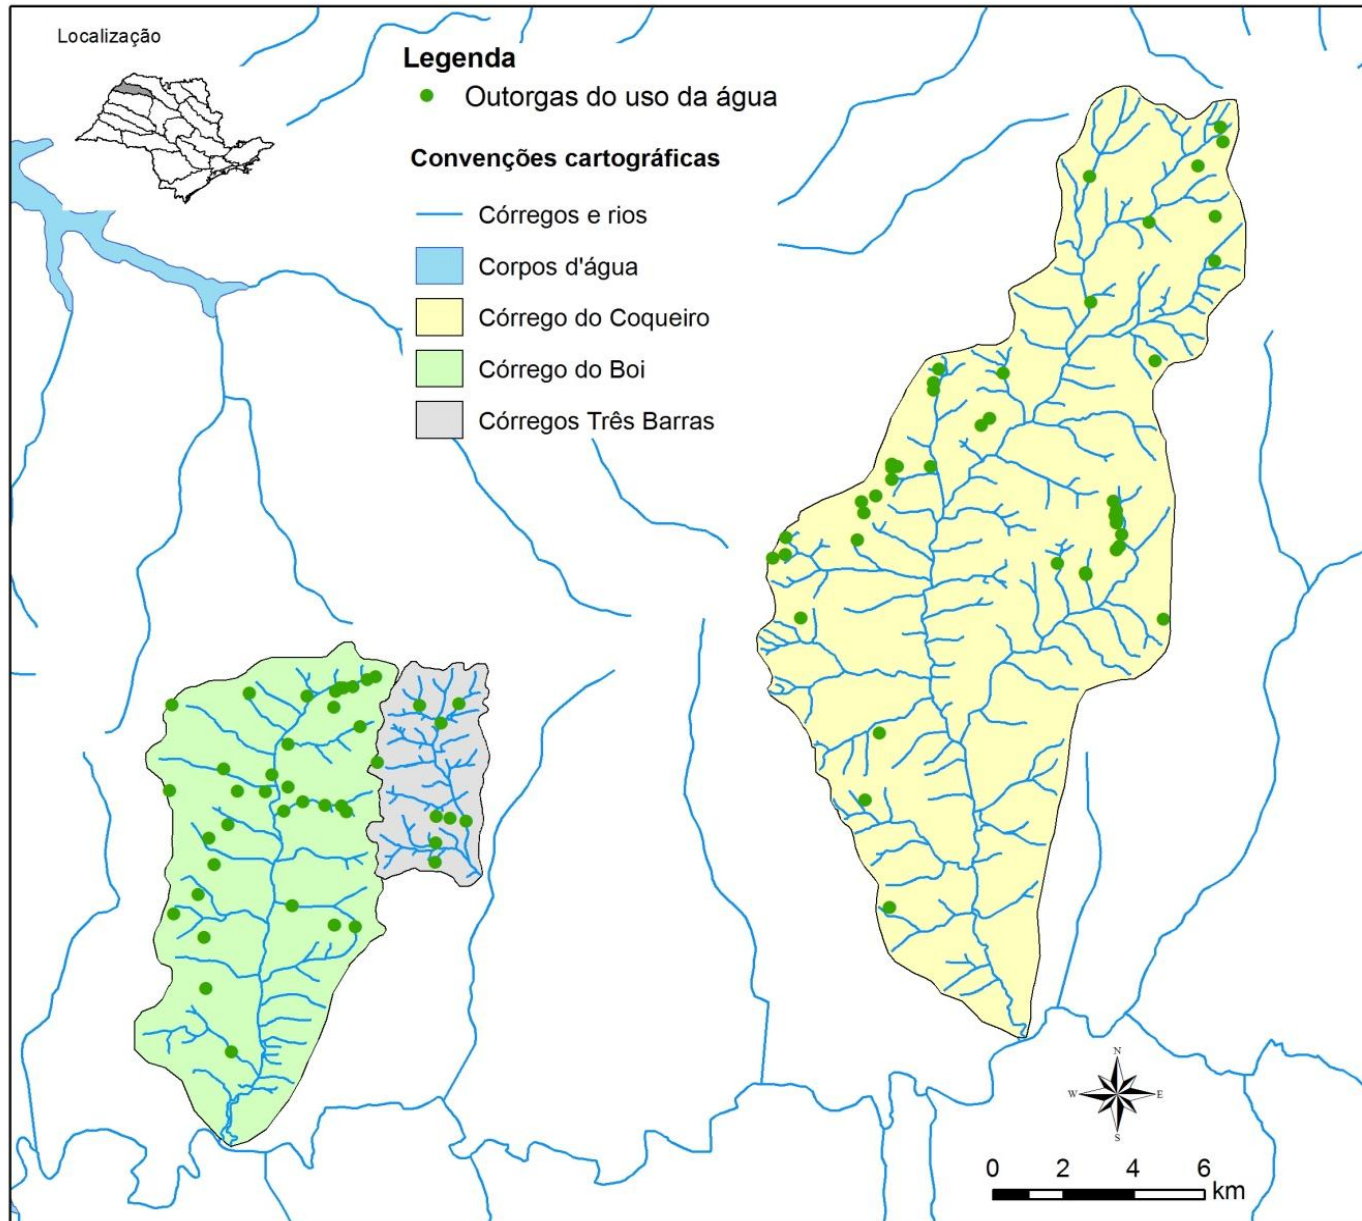 Localização
Legenda
Outorgas do uso da água
Convenções cartográficas
Córregos e rios
Corpos d'água
Córrego do Coqueiro
Córrego do Boi
Córregos Três Barras
N
W E
S
0 2 4 6
km